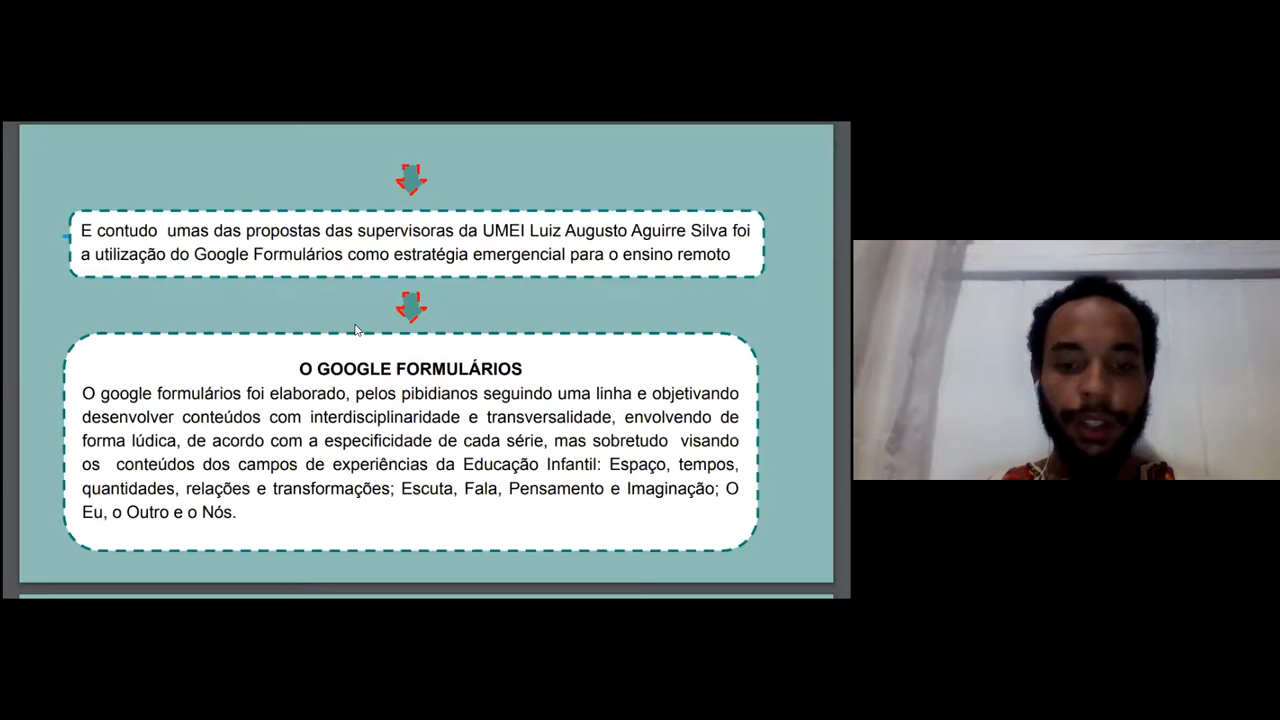 E contudo  umas das propostas das supervisoras da UMEI Luiz Augusto Aguirre Silva foi
a utilização do Google Formulários como estratégia emergencial para o ensino remoto
O GOOGLE FORMULÁRIOS
O google formulários foi elaborado, pelos pibidianos seguindo uma linha e objetivando
desenvolver conteúdos com interdisciplinaridade e transversalidade, envolvendo de
forma lúdica, de acordo com a especificidade de cada série, mas sobretudo  visando
os  conteúdos dos campos de experiências da Educação Infantil: Espaço, tempos,
quantidades, relações e transformações; Escuta, Fala, Pensamento e Imaginação; O
Eu, o Outro e o Nós.